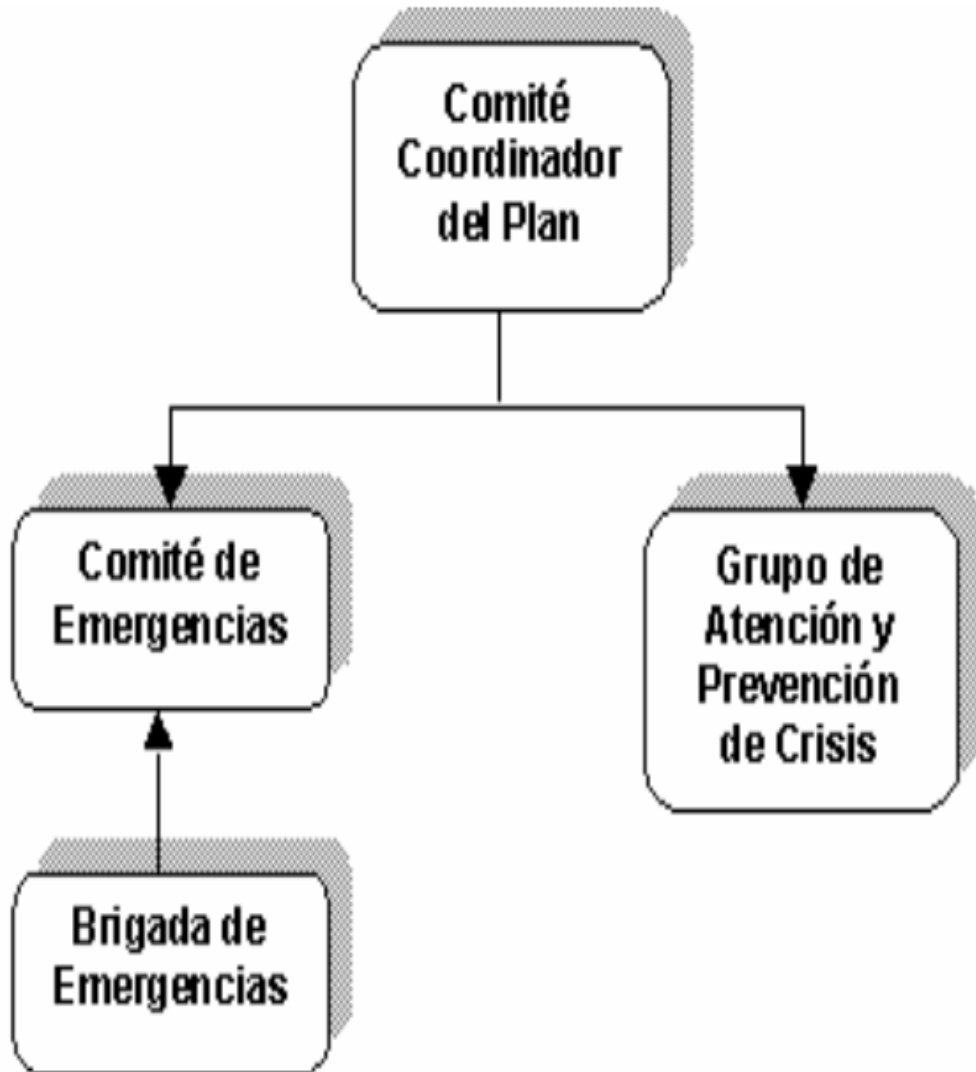 Comité
Coordinador
del Plan
Comité de
Emergencias
Grupo de
Atención y
Prevención
de Crisis
Brigada de
Emergencias